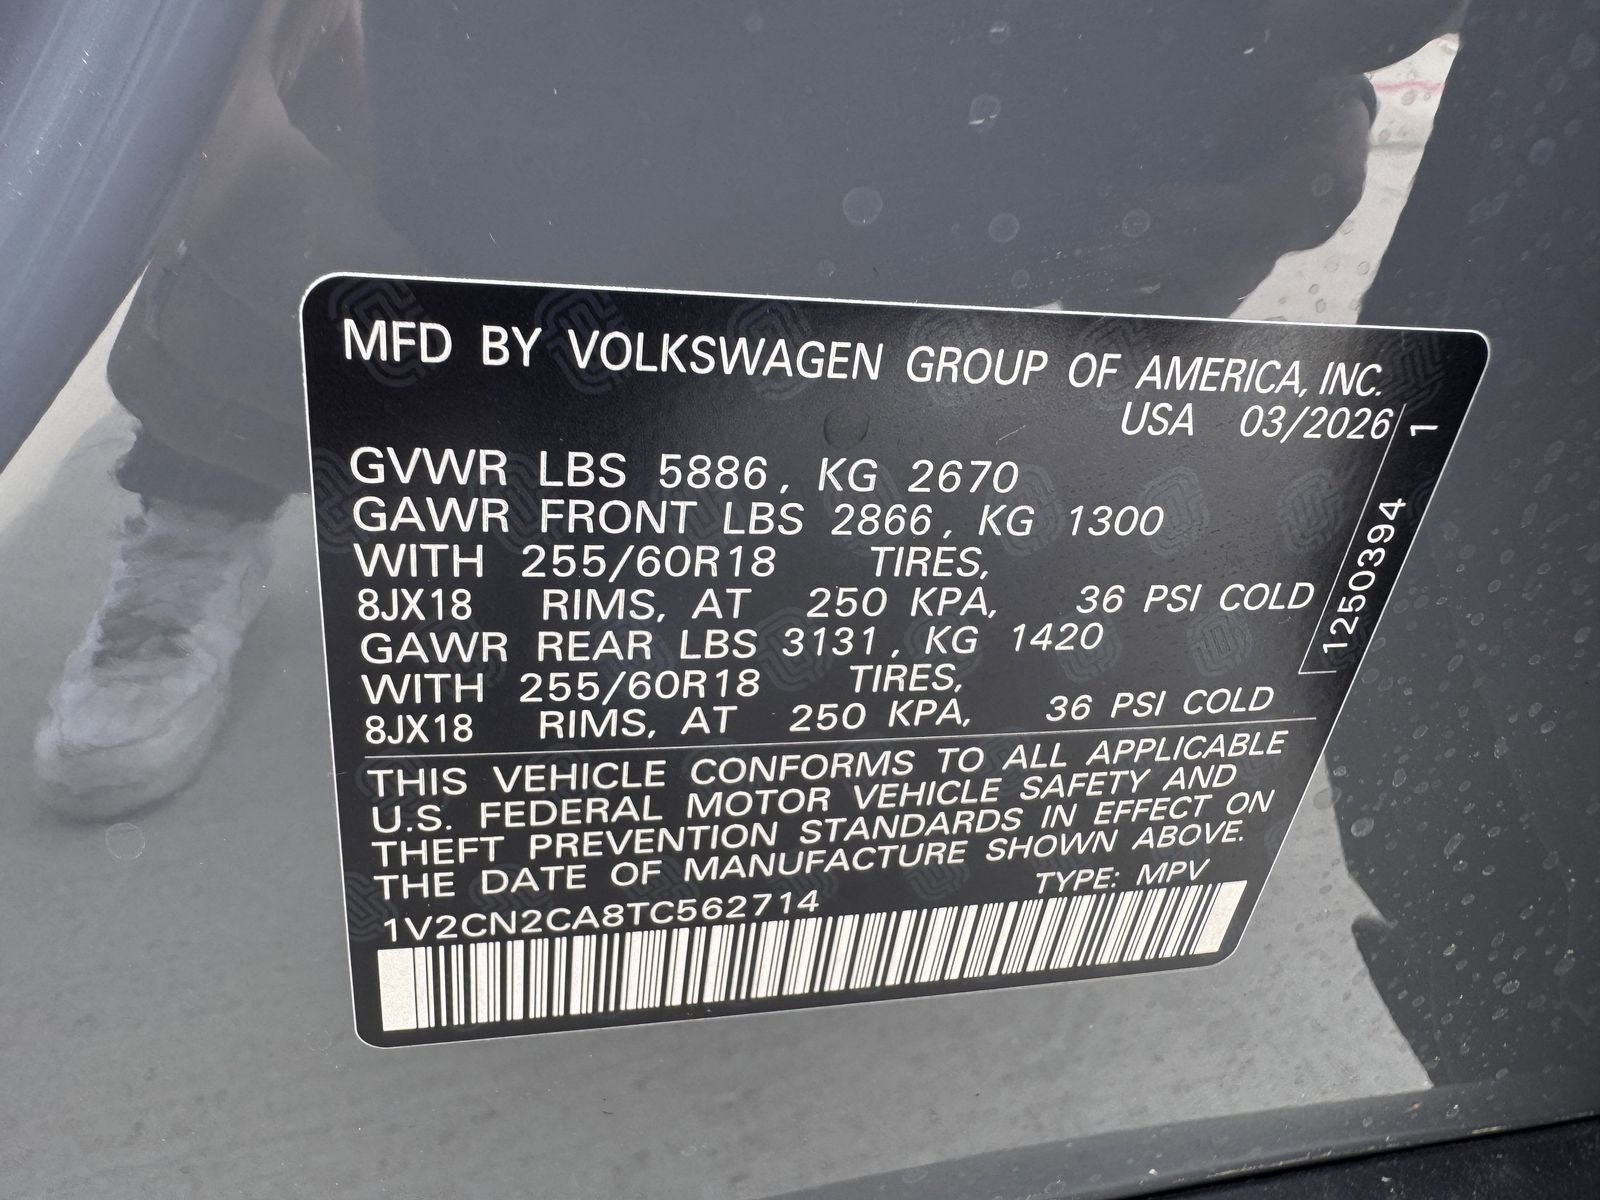 MFD BY VOLKSWAGEN GROUP OF AMERICA, INC.
USA 03/2026
GVWR LBS 5886, KG 2670
GAWR FRONT LBS 2866, KG 1300
WITH 255/60R18 TIRES,
8JX18 RIMS, AT 250 KPA, 36 PSI COLD
GAWR REAR LBS 3131, KG 1420
WITH 255/60R18 TIRES,
8JX18 RIMS, AT 250 KPA, 36 PSI COLD
THIS VEHICLE CONFORMS TO ALL APPLICABLE
U.S. FEDERAL MOTOR VEHICLE SAFETY AND
THEFT PREVENTION STANDARDS IN EFFECT ON
THE DATE OF MANUFACTURE SHOWN ABOVE.
TYPE: MPV
1V2CN2CA8TC562714
1250394 1